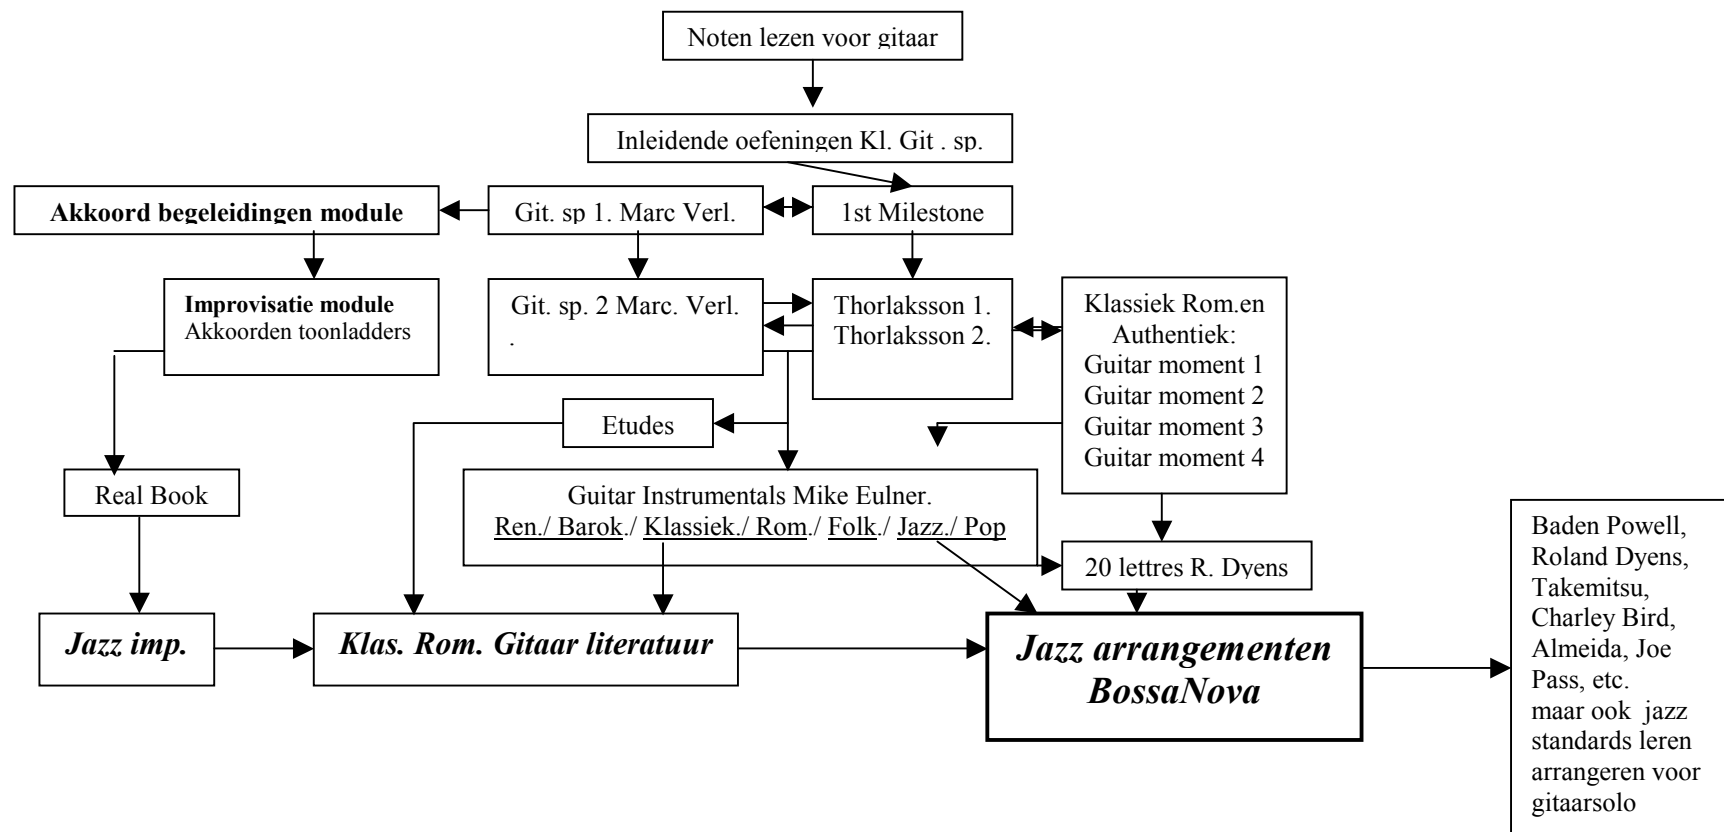 Noten lezen voor gitaar
Inleidende oefeningen Kl. Git . sp.
Akkoord begeleidingen module
Git. sp 1. Marc Verl.
1st Milestone
Improvisatie module
Akkoorden toonladders
Git. sp. 2 Marc. Verl.
.
Thorlaksson 1.
Thorlaksson 2.
Klassiek Rom.en
Authentiek:
Guitar moment 1
Guitar moment 2
Guitar moment 3
Guitar moment 4
Etudes
Real Book
Guitar Instrumentals Mike Eulner.
Ren./ Barok./ Klassiek./ Rom./ Folk./ Jazz./ Pop
20 lettres R. Dyens
Jazz imp.
Klas. Rom. Gitaar literatuur
Jazz arrangementen
BossaNova
Baden Powell,
Roland Dyens,
Takemitsu,
Charley Bird,
Almeida, Joe
Pass, etc.
maar ook jazz
standards leren
arrangeren voor
gitaarsolo